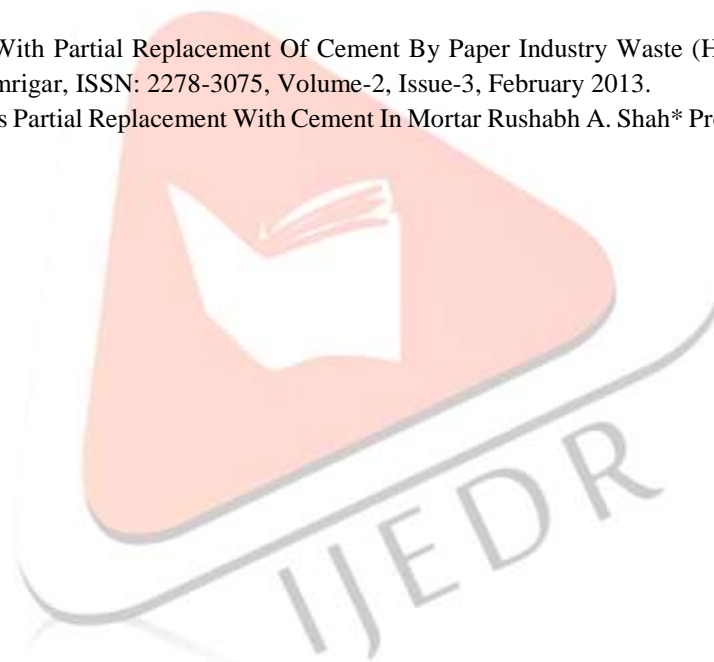 With Partial Replacement Of Cement By Paper Industry Waste (H
mrigar, ISSN: 2278-3075, Volume-2, Issue-3, February 2013.
s Partial Replacement With Cement In Mortar Rushabh A. Shah* Pr
IJEDR